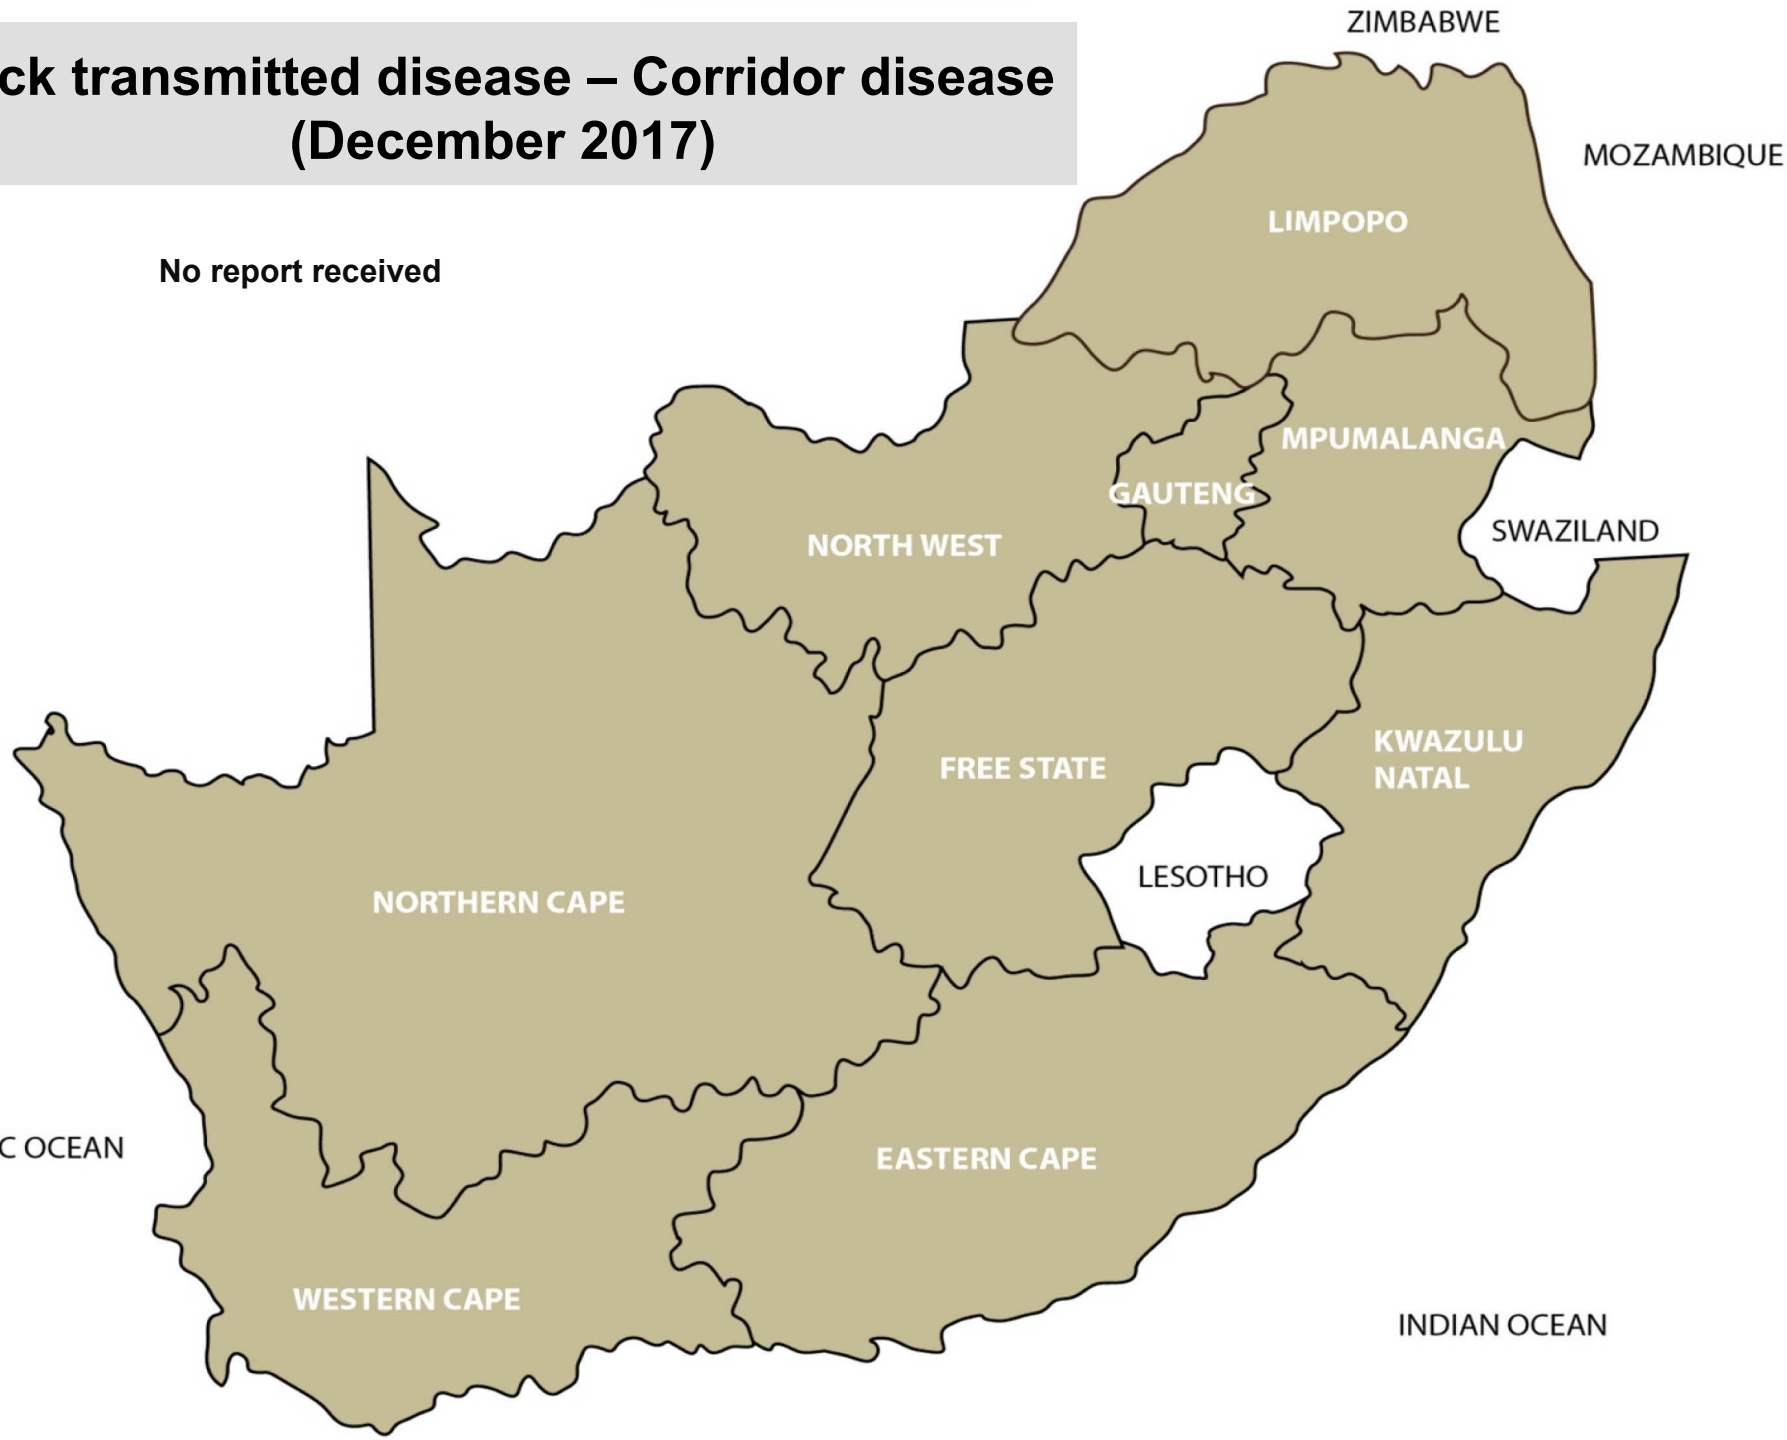 ck transmitted disease – Corridor disease
(December 2017)
No report received
ZIMBABWE
MOZAMBIQUE
LIMPOPO
MPUMALANGA
GAUTENG
NORTH WEST
SWAZILAND
FREE STATE
KWAZULU
NATAL
LESOTHO
NORTHERN CAPE
C OCEAN
EASTERN CAPE
WESTERN CAPE
INDIAN OCEAN